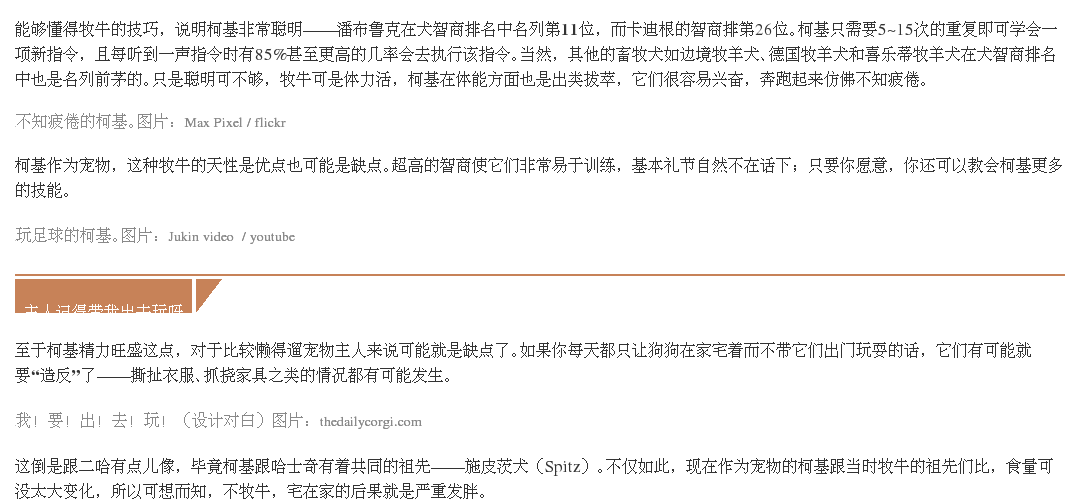 能够懂得牧牛的技巧，说明柯基非常聪明——潘布鲁克在犬智商排名中名列第11位，而卡迪根的智商排第26位。柯基只需要5~15次的重复即可学会一
项新指令，且每听到一声指令时有85%甚至更高的几率会去执行该指令。当然，其他的畜牧犬如边境牧羊犬、德国牧羊犬和喜乐蒂牧羊犬在犬智商排名
中也是名列前茅的。只是聪明可不够，牧牛可是体力活，柯基在体能方面也是出类拔萃，它们很容易兴奋，奔跑起来仿佛不知疲倦。
不知疲倦的柯基。图片：Max Pixel / flickr
柯基作为宠物，这种牧牛的天性是优点也可能是缺点。超高的智商使它们非常易于训练，基本礼节自然不在话下；只要你愿意，你还可以教会柯基更多
的技能。
玩足球的柯基。图片：Jukin video / youtube
主人记得带我出去玩呀
至于柯基精力旺盛这点，对于比较懒得遛宠物主人来说可能就是缺点了。如果你每天都只让狗狗在家宅着而不带它们出门玩耍的话，它们有可能就
要“造反”了——撕扯衣服、抓挠家具之类的情况都有可能发生。
我！要！出！去！玩！（设计对白）图片：thedailycorgi.com
这倒是跟二哈有点儿像，毕竟柯基跟哈士奇有着共同的祖先——施皮茨犬（Spitz）。不仅如此，现在作为宠物的柯基跟当时牧牛的祖先们比，食量可
没太大变化，所以可想而知，不牧牛，宅在家的后果就是严重发胖。